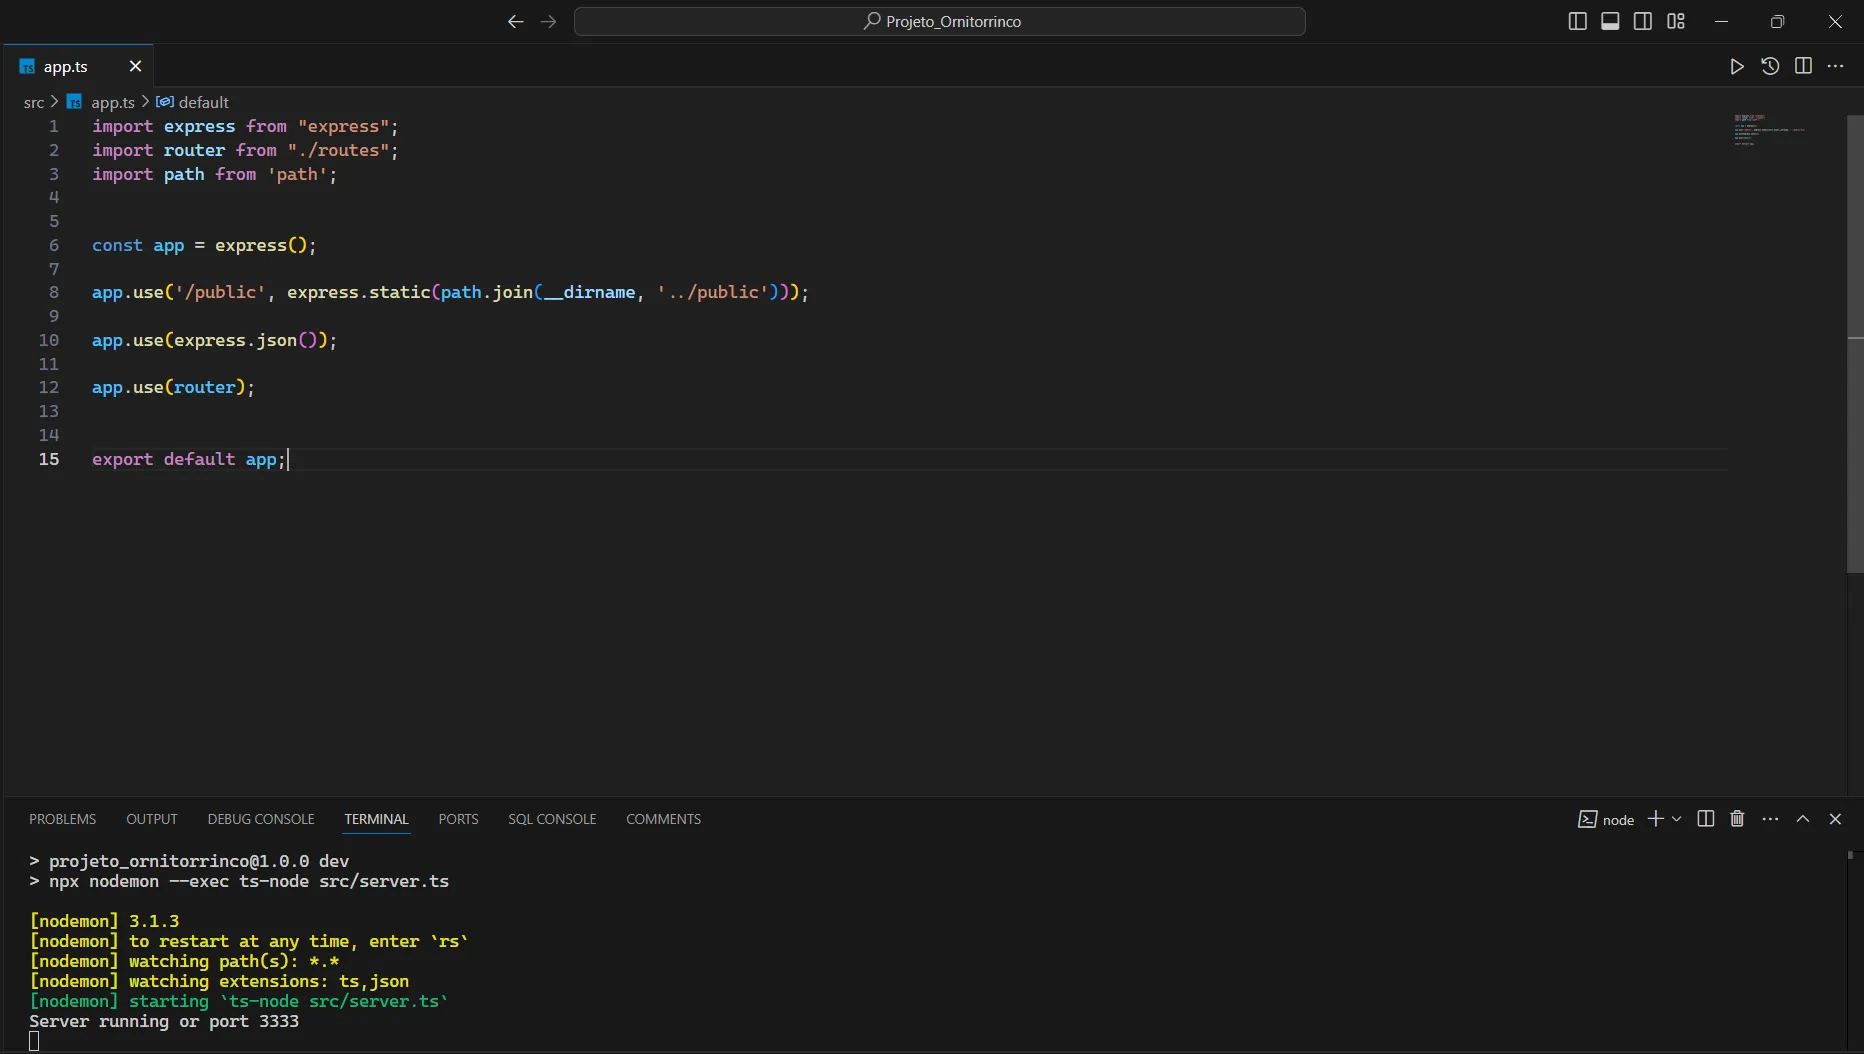 Projeto_Ornitorrinco
TS app.ts
src > TS app.ts > default
1 import express from "express";
2 import router from "./routes";
3 import path from 'path';
4
5
6 const app = express();
7
8 app.use('/public', express.static(path.join(__dirname, '../public')));
9
10 app.use(express.json());
11
12 app.use(router);
13
14
15 export default app;
PROBLEMS OUTPUT DEBUG CONSOLE TERMINAL PORTS SQL CONSOLE COMMENTS node
> projeto_ornitorrinco@1.0.0 dev
> npx nodemon --exec ts-node src/server.ts
[nodemon] 3.1.3
[nodemon] to restart at any time, enter `rs`
[nodemon] watching path(s): *.*
[nodemon] watching extensions: ts,json
[nodemon] starting `ts-node src/server.ts`
Server running or port 3333